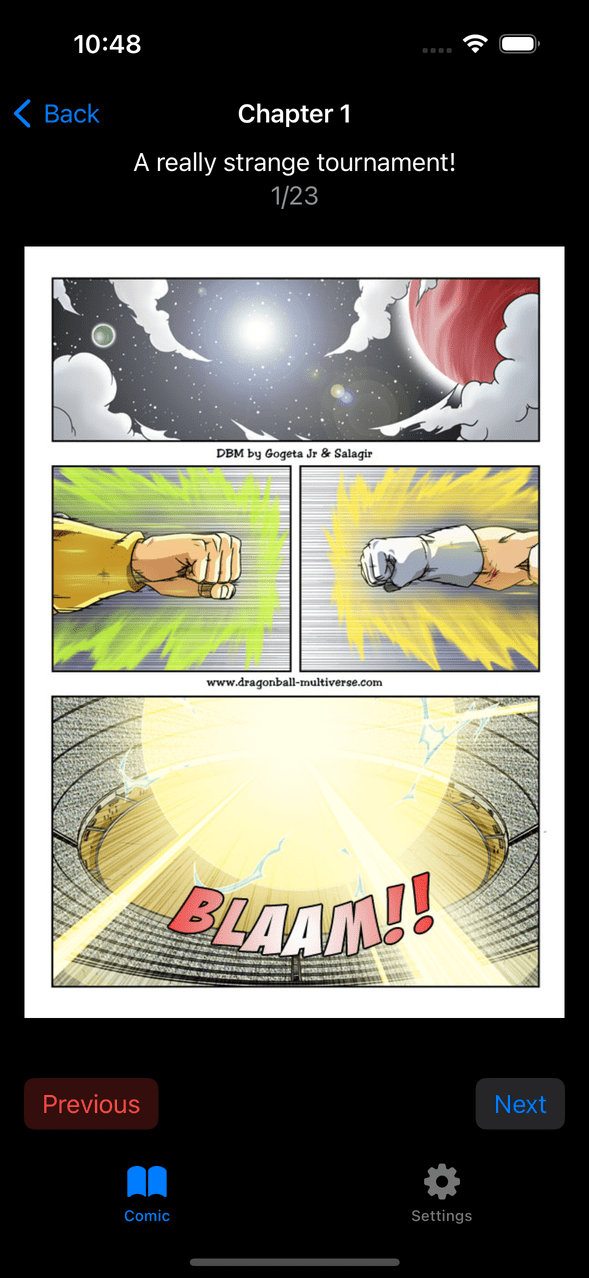 10:48
Back
Chapter 1
A really strange tournament!
1/23
DBM by Gogeta Jr & Salagir
www.dragonball-multiverse.com
BLAAM!!
Previous
Next
Comic
Settings